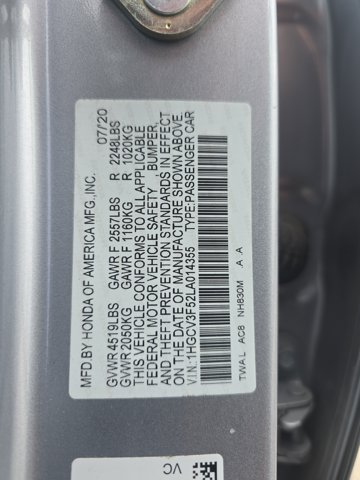 MFD.BY HONDA OF AMERICA MFG.,INC. 07/20
GVWR 4519LBS GAWR F 2557LBS R 2248LBS
GVWR 2050KG GAWR F 1160KG R 1020KG
THIS VEHICLE CONFORMS TO ALL APPLICABLE
FEDERAL MOTOR VEHICLE SAFETY BUMPER,
AND THEFT PREVENTION STANDARDS IN EFFECT
ON THE DATE OF MANUFACTURE SHOWN ABOVE
V.I.N:1HGCV3F52LA014355 TYPE:PASSENGER CAR
TWA L AC8 NH830M A A
VC